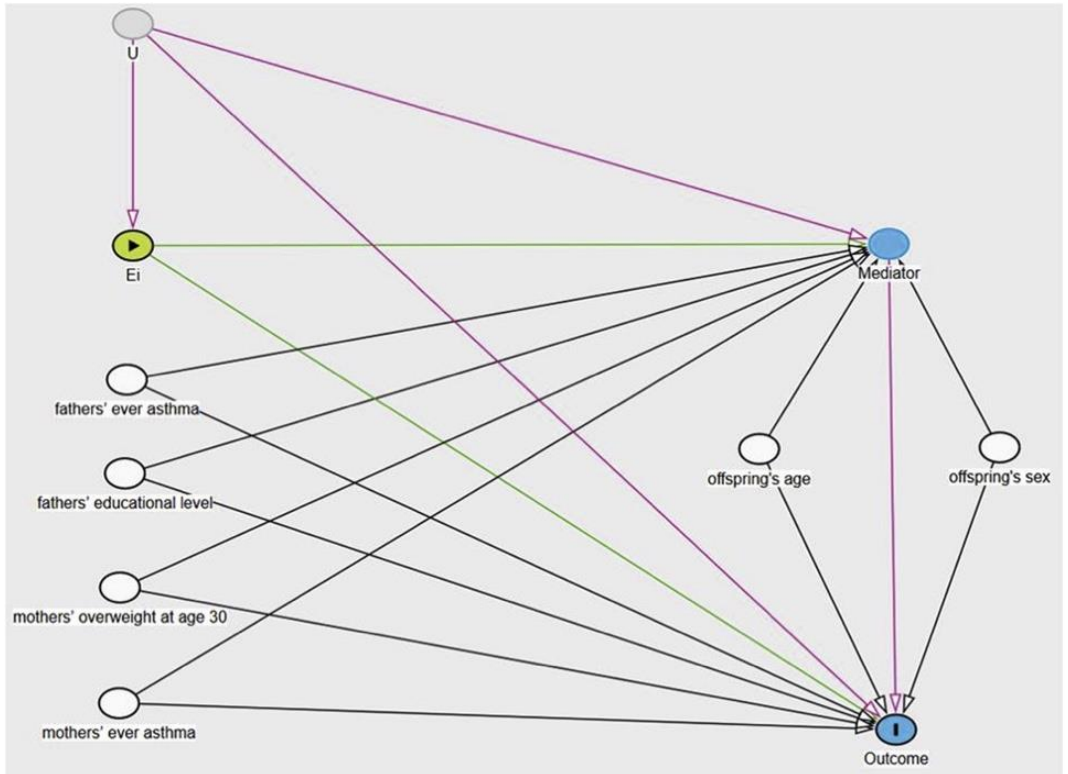 U
Ei
Mediator
fathers' ever asthma
offspring's age
offspring's sex
fathers' educational level
mothers' overweight at age 30
mothers' ever asthma
Outcome